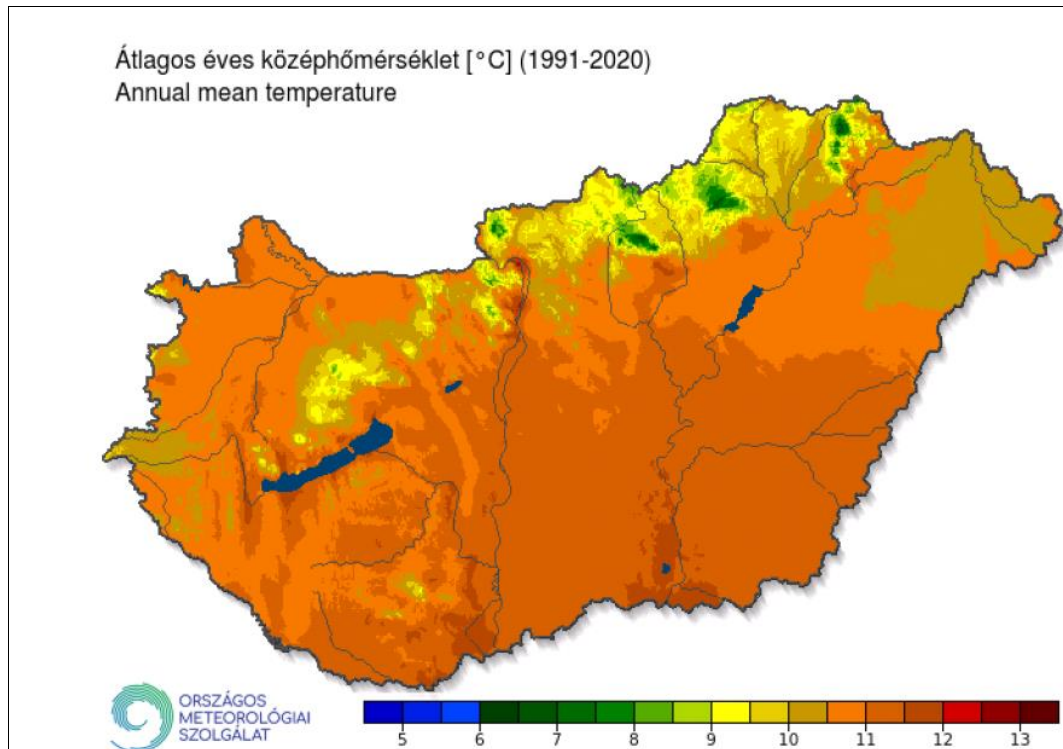 Átlagos éves középhőmérséklet [°C] (1991-2020)
Annual mean temperature
ORSZÁGOS
METEOROLÓGIAI
SZOLGÁLAT
5 6 7 8 9 10 11 12 13